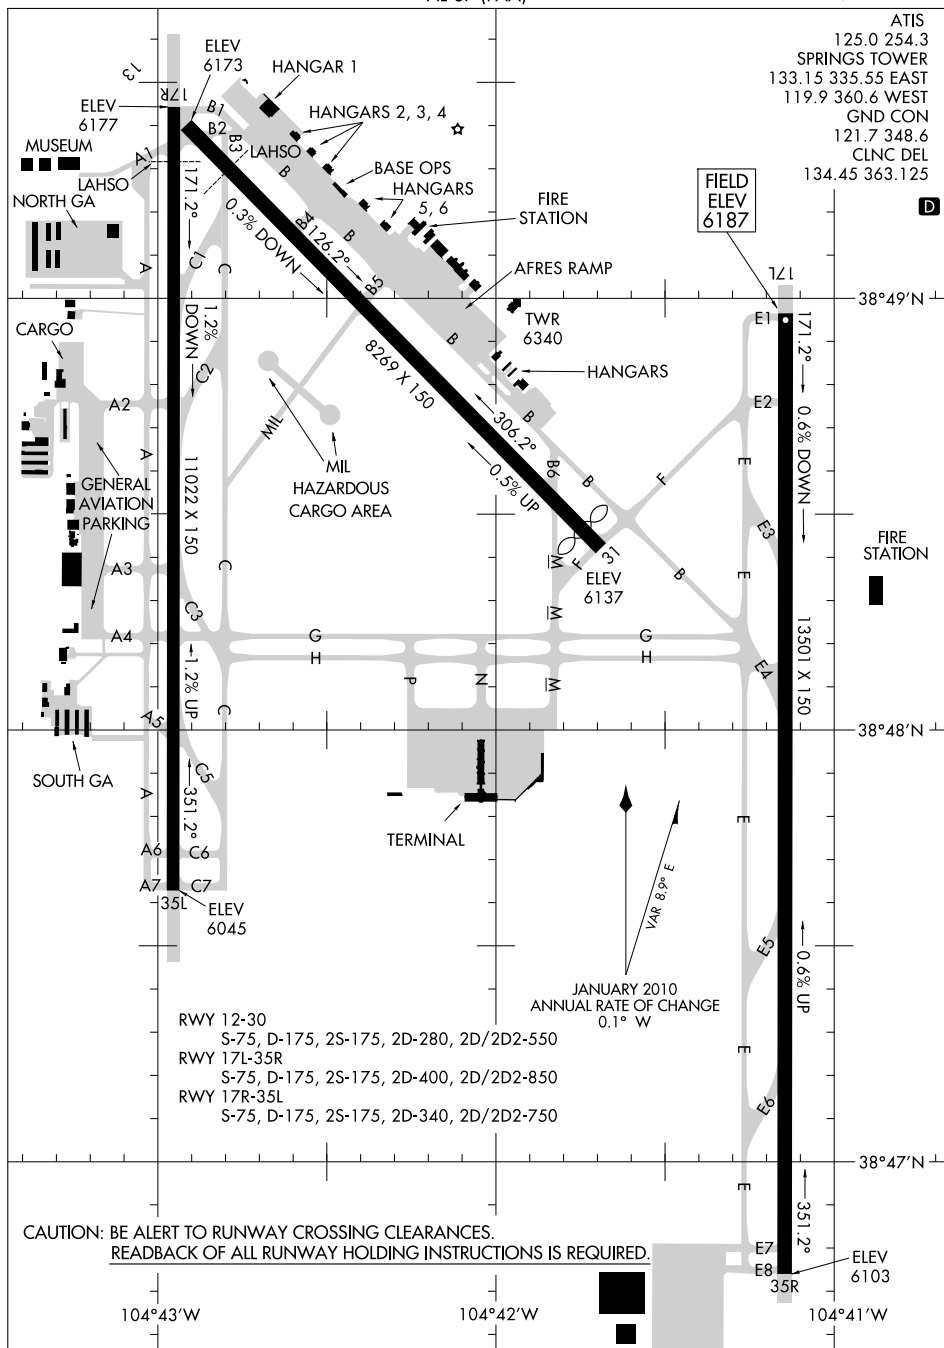 ATIS
125.0 254.3
SPRINGS TOWER
133.15 335.55 EAST
119.9 360.6 WEST
GND CON
121.7 348.6
CLNC DEL
134.45 363.125
D
FIELD
ELEV
6187
13
17R
ELEV
6173
ELEV
6177
HANGAR 1
HANGARS 2, 3, 4
BASE OPS
HANGARS
5, 6
FIRE
STATION
AFRES RAMP
TWR
6340
HANGARS
MUSEUM
A1
LAHSO
NORTH GA
B1
B2
B3
LAHSO
B
171.2°
0.3% DOWN
B4
126.2°
B
B5
B
A
C1
C
1.2%
DOWN
C2
8269 X 150
CARGO
A2
A
MIL
MIL
HAZARDOUS
CARGO AREA
306.2°
0.5% UP
B
B6
B
F
GENERAL
AVIATION
PARKING
11022 X 150
A3
C
C3
A4
G
H
31
F
ELEV
6137
B
M
M
M
G
H
P
N
1.2% UP
A5
C
C5
SOUTH GA
A
351.2°
A6
C6
A7
C7
35L
ELEV
6045
TERMINAL
17L
E1
171.2°
E2
0.6% DOWN
E
E3
E
FIRE
STATION
13501 X 150
E4
E
E5
0.6% UP
E
E6
E
351.2°
E7
E8
35R
ELEV
6103
38°49'N
38°48'N
38°47'N
VAR 8.9° E
JANUARY 2010
ANNUAL RATE OF CHANGE
0.1° W
RWY 12-30
S-75, D-175, 2S-175, 2D-280, 2D/2D2-550
RWY 17L-35R
S-75, D-175, 2S-175, 2D-400, 2D/2D2-850
RWY 17R-35L
S-75, D-175, 2S-175, 2D-340, 2D/2D2-750
CAUTION: BE ALERT TO RUNWAY CROSSING CLEARANCES.
READBACK OF ALL RUNWAY HOLDING INSTRUCTIONS IS REQUIRED.
104°43'W
104°42'W
104°41'W